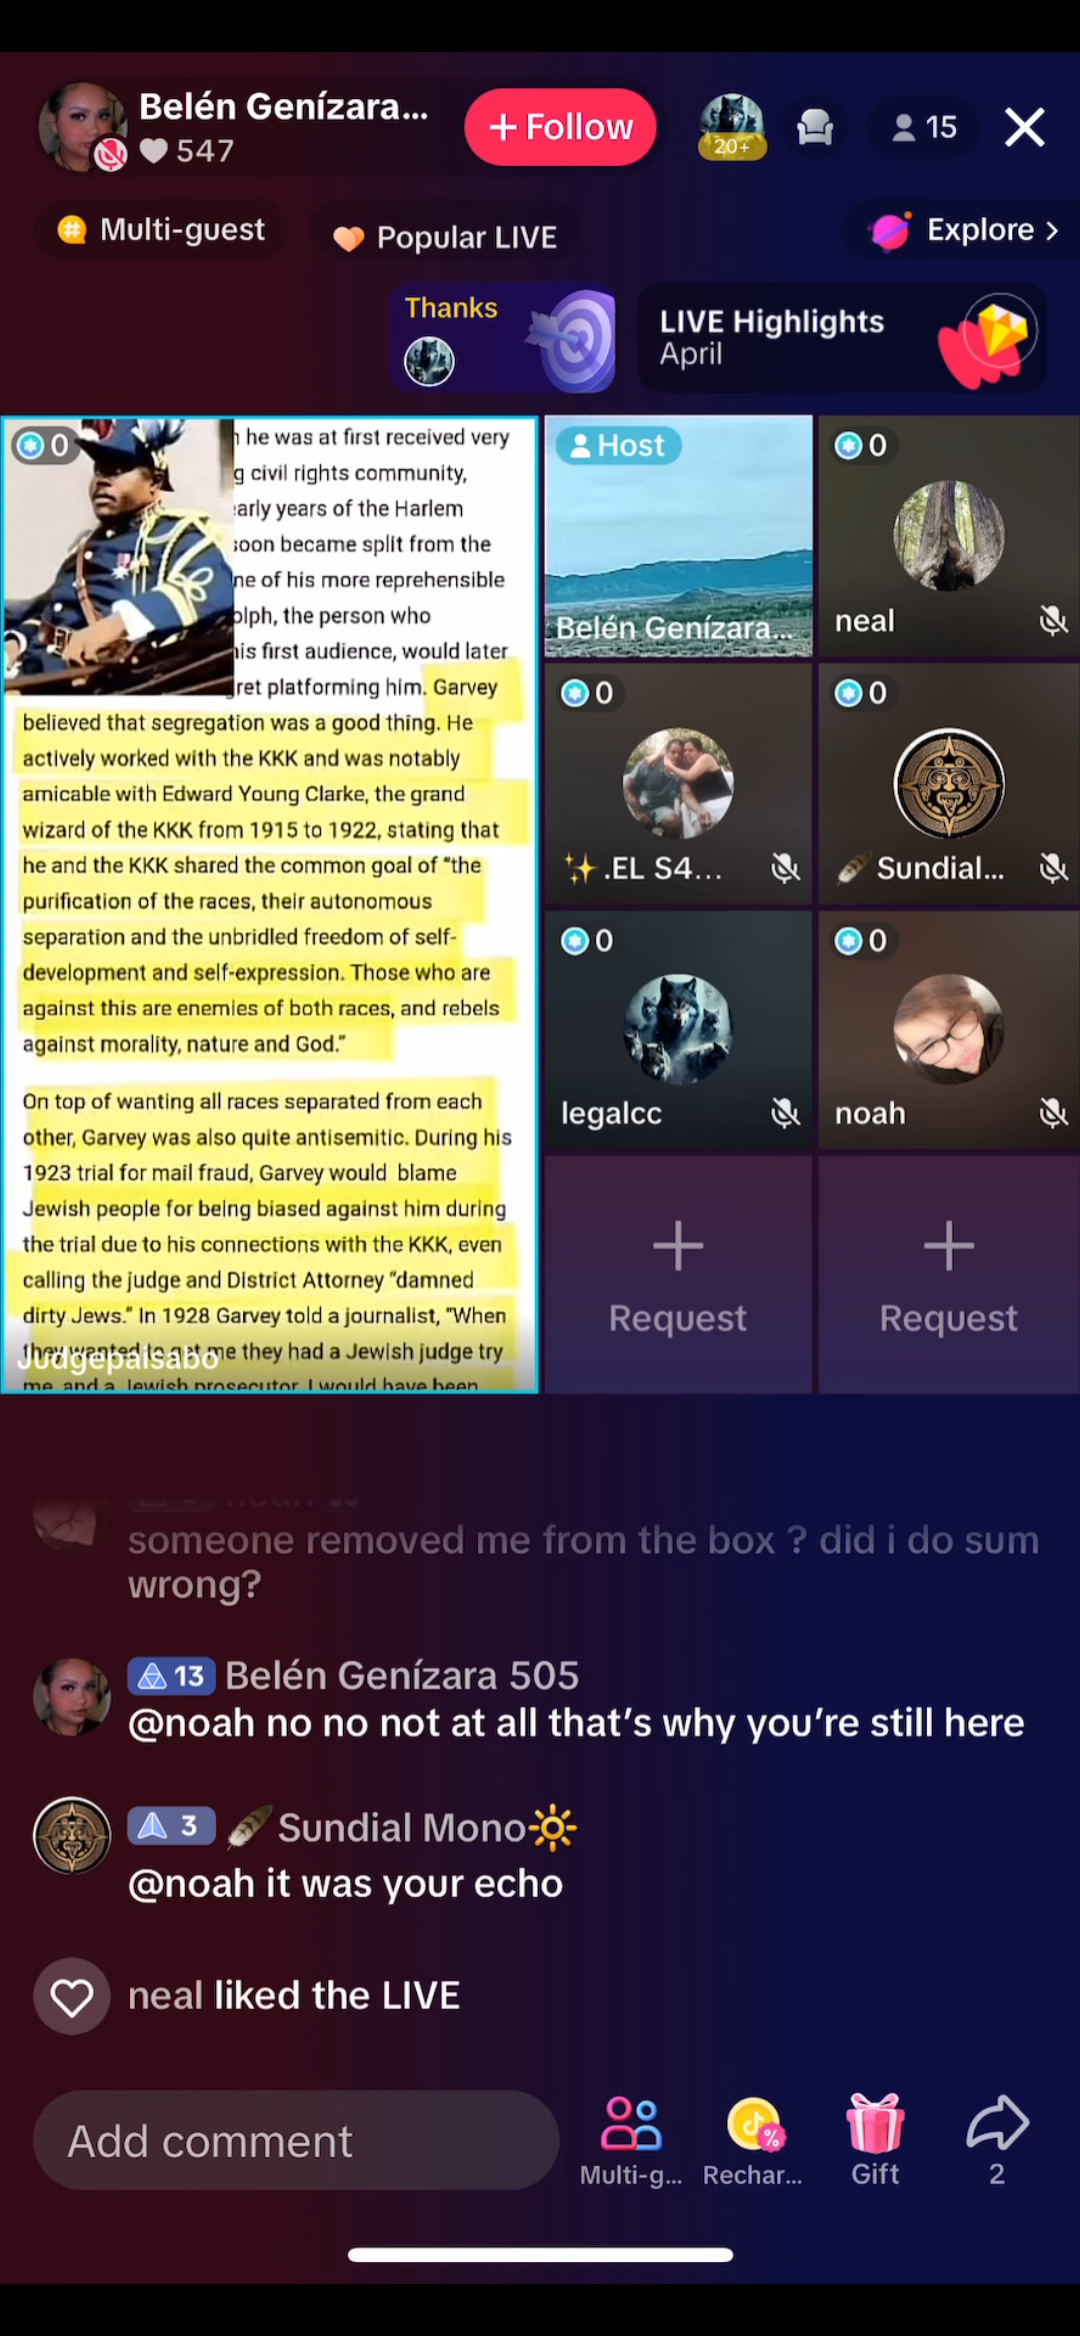 Belén Genízara...
547
+ Follow
20+
15
Multi-guest
Popular LIVE
Explore >
Thanks
LIVE Highlights
April
0
he was at first received very
g civil rights community,
arly years of the Harlem
soon became split from the
ne of his more reprehensible
olph, the person who
his first audience, would later
ret platforming him. Garvey
believed that segregation was a good thing. He
actively worked with the KKK and was notably
amicable with Edward Young Clarke, the grand
wizard of the KKK from 1915 to 1922, stating that
he and the KKK shared the common goal of “the
purification of the races, their autonomous
separation and the unbridled freedom of self-
development and self-expression. Those who are
against this are enemies of both races, and rebels
against morality, nature and God.”
On top of wanting all races separated from each
other, Garvey was also quite antisemitic. During his
1923 trial for mail fraud, Garvey would blame
Jewish people for being biased against him during
the trial due to his connections with the KKK, even
calling the judge and District Attorney “damned
dirty Jews.” In 1928 Garvey told a journalist, “When
they wanted to get me they had a Jewish judge try
me, and a Jewish prosecutor. I would have been
Judgepaisabo
Host
Belén Genízara...
0
neal
0
✨.EL S4...
0
🪶 Sundial...
0
legalcc
0
noah
Request
Request
someone removed me from the box ? did i do sum
wrong?
13 Belén Genízara 505
@noah no no not at all that’s why you’re still here
3 🪶Sundial Mono🔆
@noah it was your echo
neal liked the LIVE
Add comment
Multi-g...
Rechar...
Gift
2